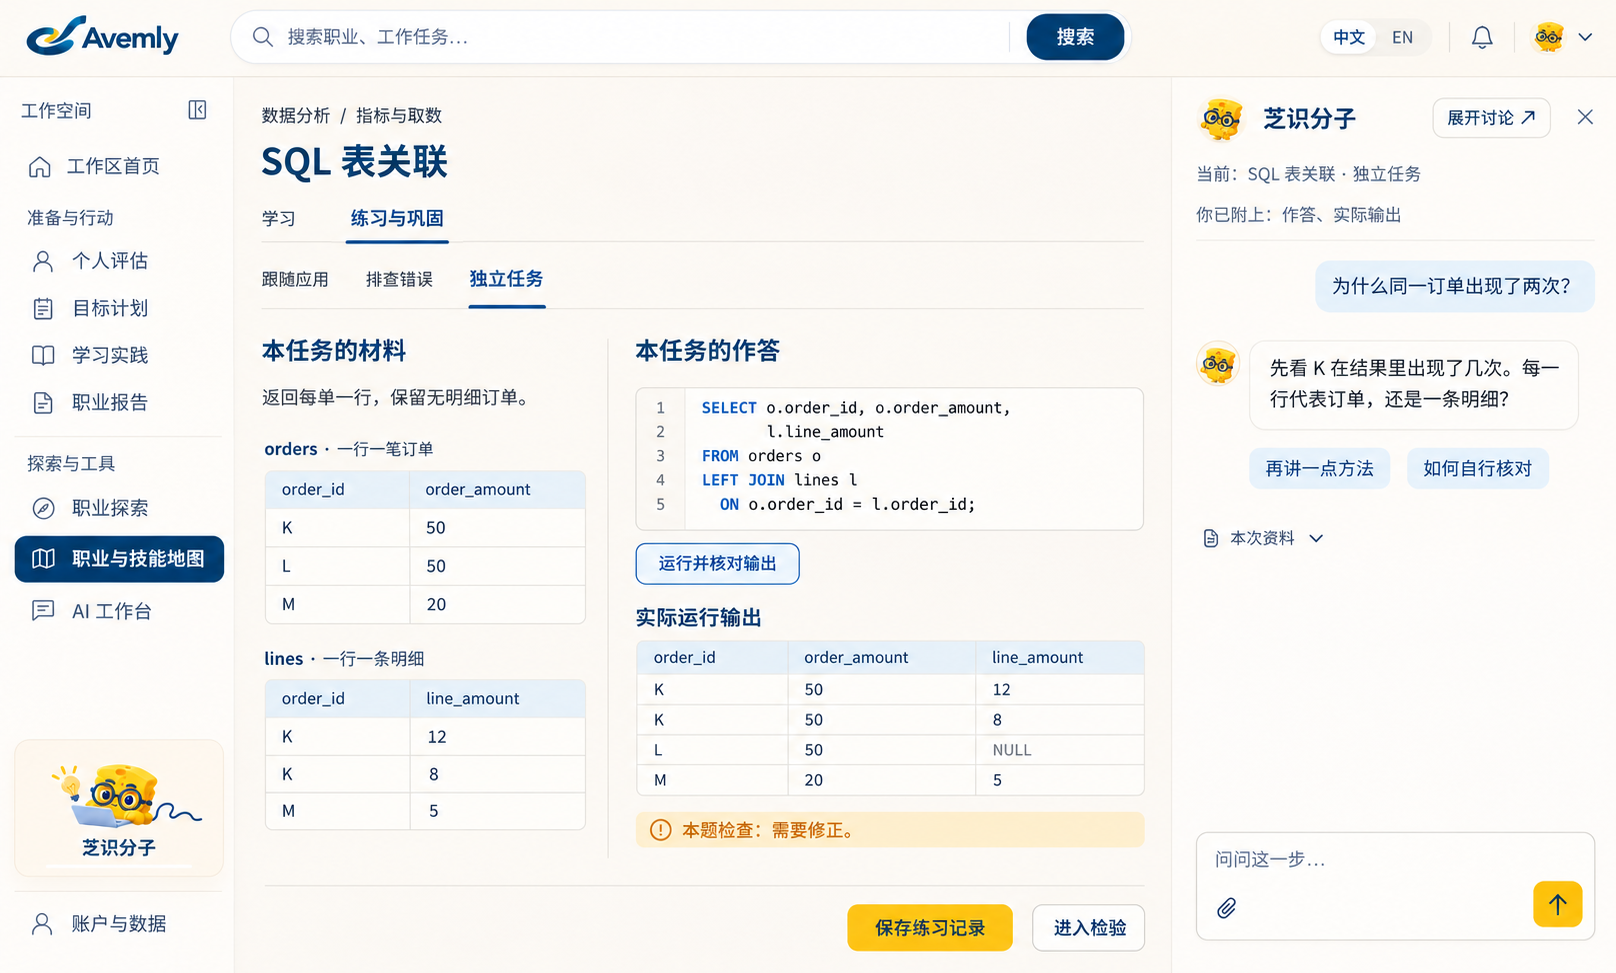 Avemly
搜索职业、工作任务...
搜索
中文 EN
工作空间
工作区首页
准备与行动
个人评估
目标计划
学习实践
职业报告
探索与工具
职业探索
职业与技能地图
AI 工作台
芝识分子
账户与数据
数据分析 / 指标与取数
SQL 表关联
学习 练习与巩固
跟随应用 排查错误 独立任务
本任务的材料
返回每单一行，保留无明细订单。
orders · 一行一笔订单
order_id order_amount
K 50
L 50
M 20
lines · 一行一条明细
order_id line_amount
K 12
K 8
M 5
本任务的作答
1 SELECT o.order_id, o.order_amount,
2 l.line_amount
3 FROM orders o
4 LEFT JOIN lines l
5 ON o.order_id = l.order_id;
运行并核对输出
实际运行输出
order_id order_amount line_amount
K 50 12
K 50 8
L 50 NULL
M 20 5
本题检查：需要修正。
保存练习记录 进入检验
芝识分子 展开讨论
当前：SQL 表关联 · 独立任务
你已附上：作答、实际输出
为什么同一订单出现了两次？
先看 K 在结果里出现了几次。每一
行代表订单，还是一条明细？
再讲一点方法 如何自行核对
本次资料
问问这一步...